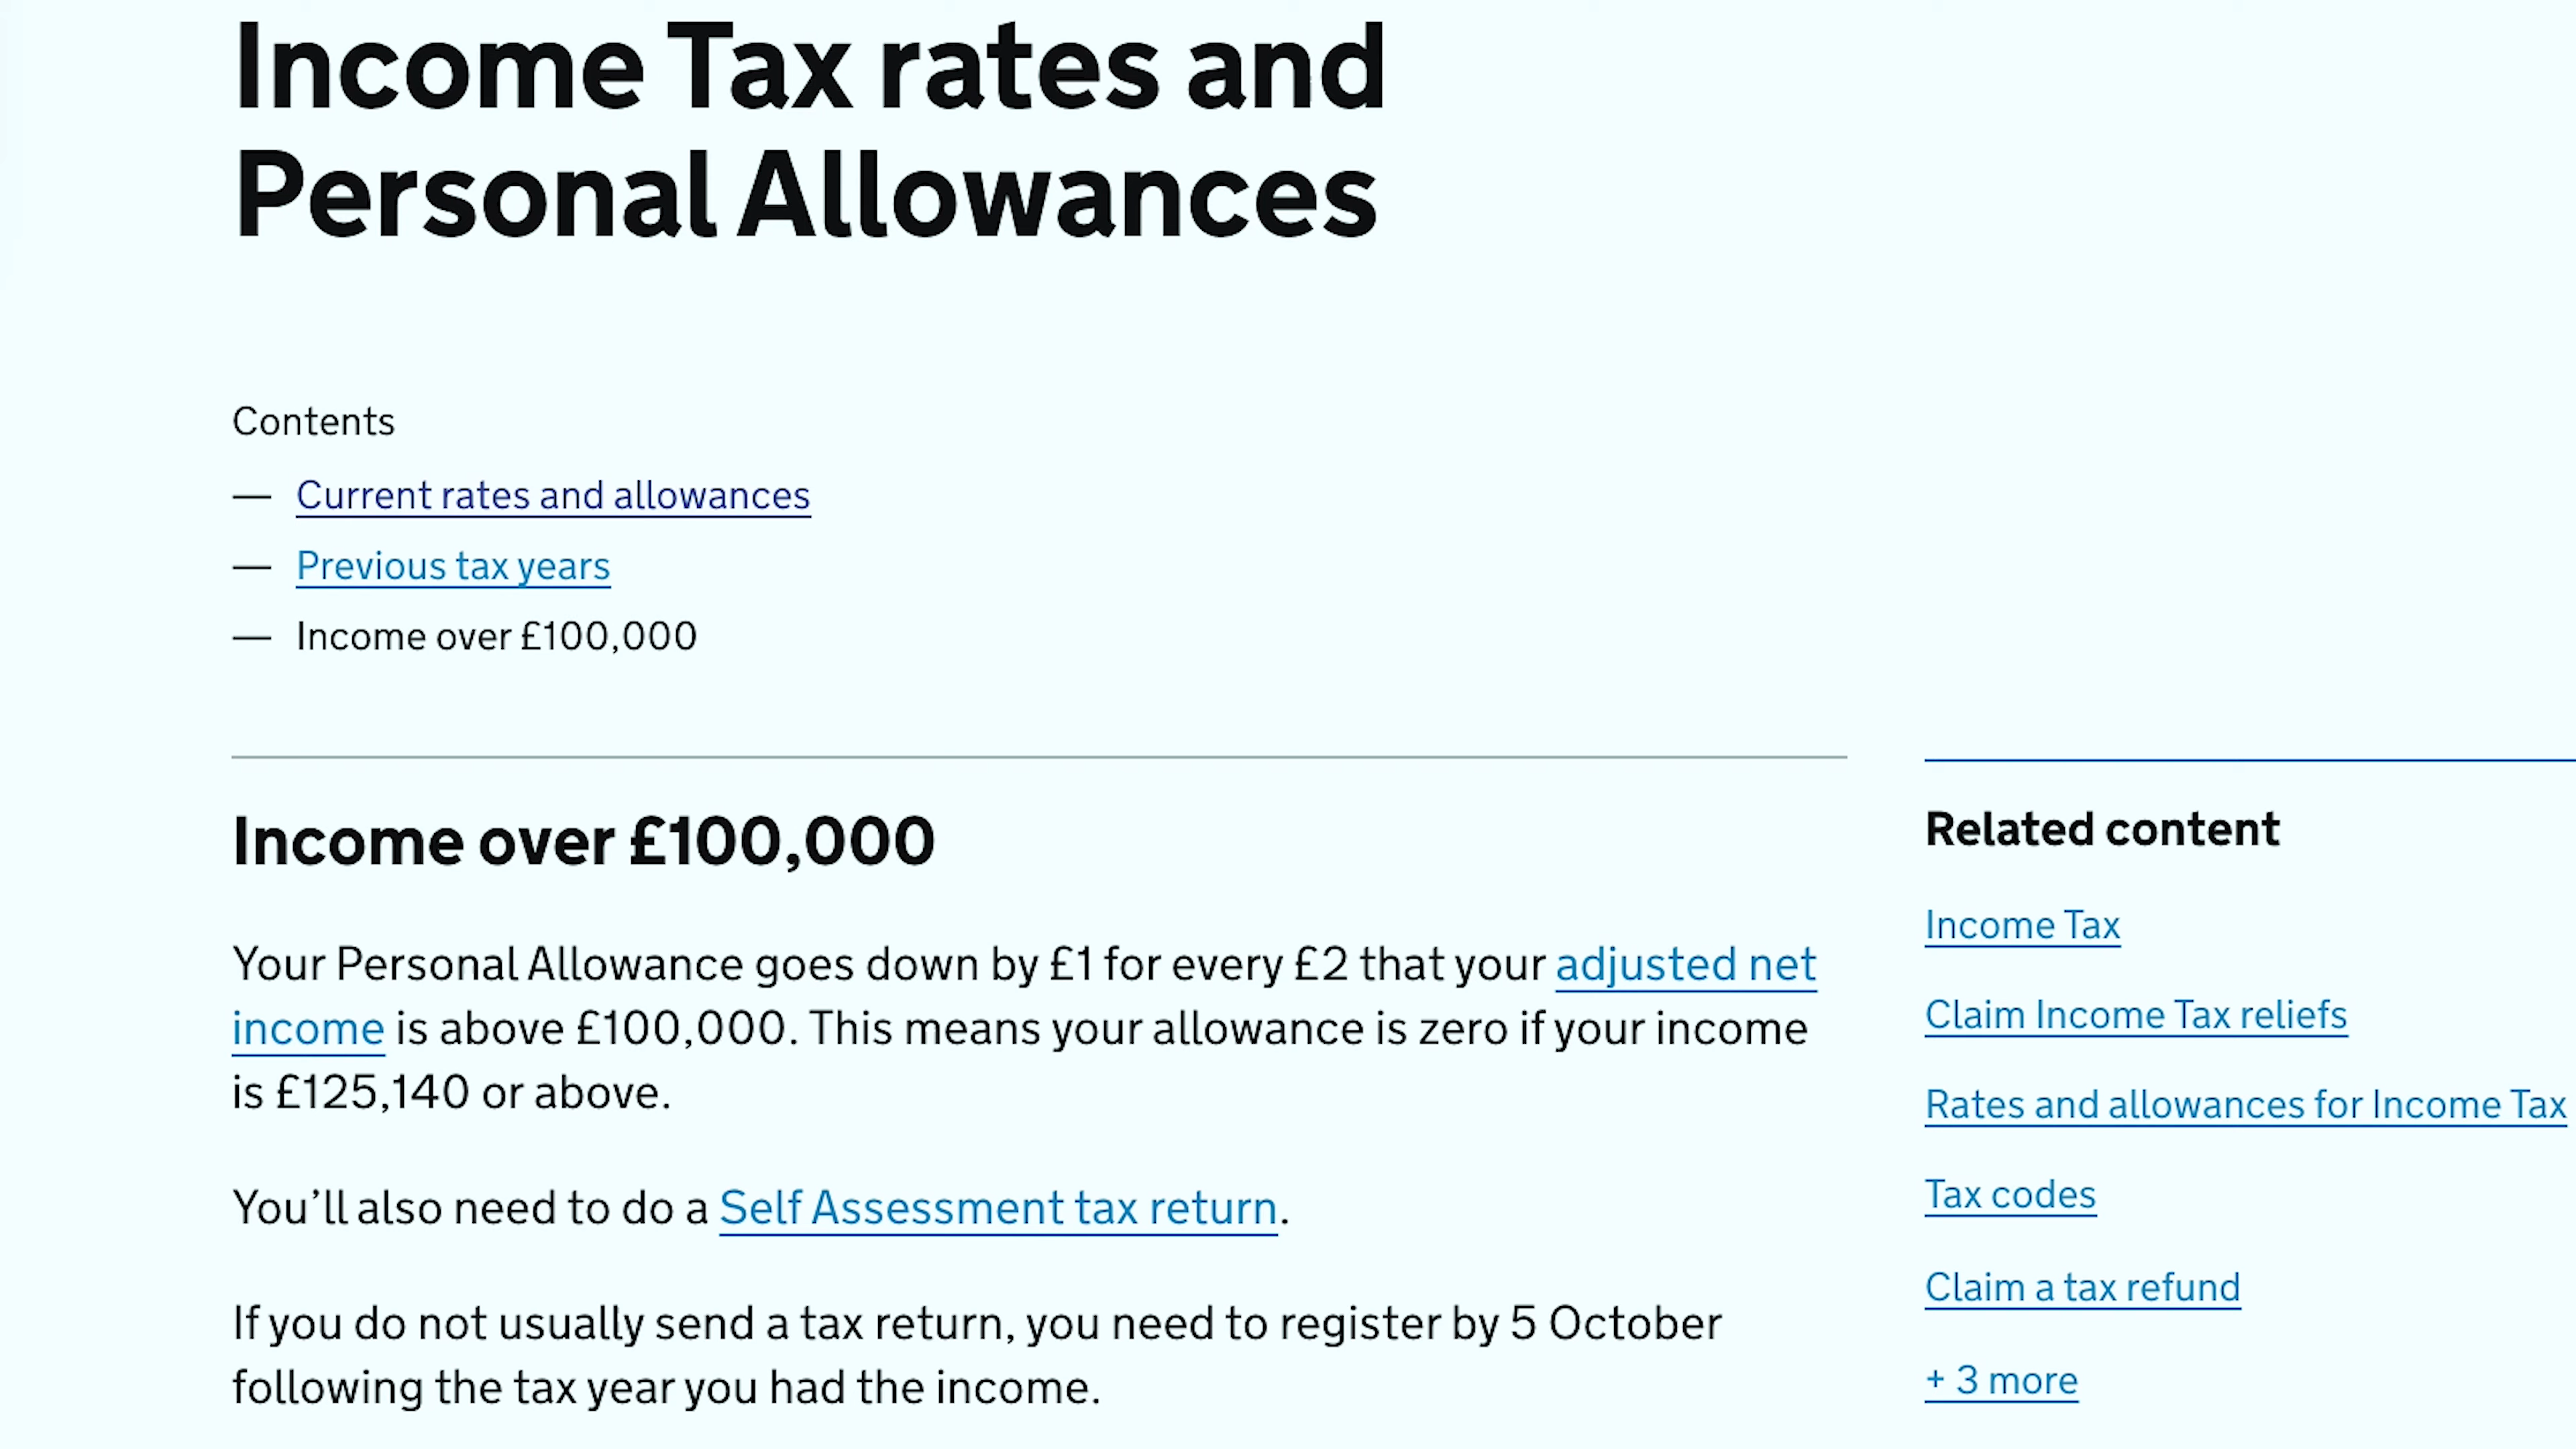 Income Tax rates and
Personal Allowances
Contents
— Current rates and allowances
— Previous tax years
— Income over £100,000
Income over £100,000
Your Personal Allowance goes down by £1 for every £2 that your adjusted net
income is above £100,000. This means your allowance is zero if your income
is £125,140 or above.
You’ll also need to do a Self Assessment tax return.
If you do not usually send a tax return, you need to register by 5 October
following the tax year you had the income.
Related content
Income Tax
Claim Income Tax reliefs
Rates and allowances for Income Tax
Tax codes
Claim a tax refund
+ 3 more